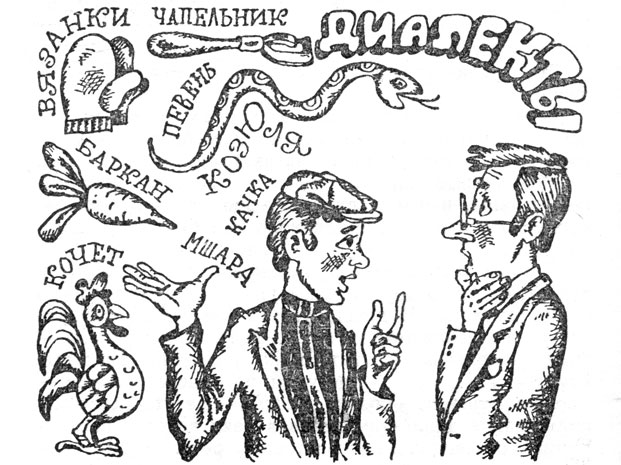 ВЯЗАНКИ
ЧАПЕЛЬНИК
ДИАЛЕКТЫ
ПЕВЕНЬ
КОЗЮЛЯ
БАРКАН
КАЧКА
МШАРА
КОЧЕТ